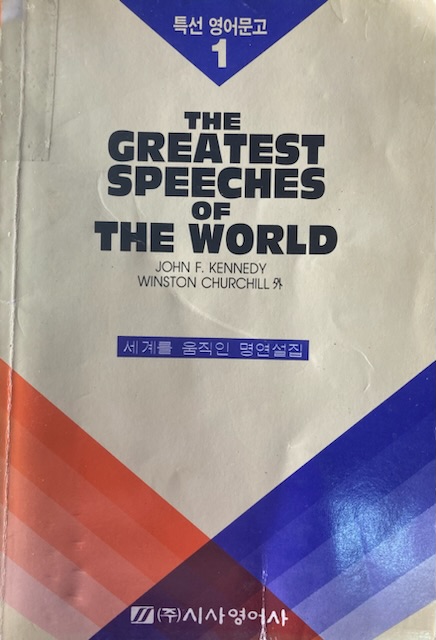 특선 영어문고
1
THE
GREATEST
SPEECHES
OF
THE WORLD
JOHN F. KENNEDY
WINSTON CHURCHILL 외
세계를 움직인 명연설집
(주)시사영어사